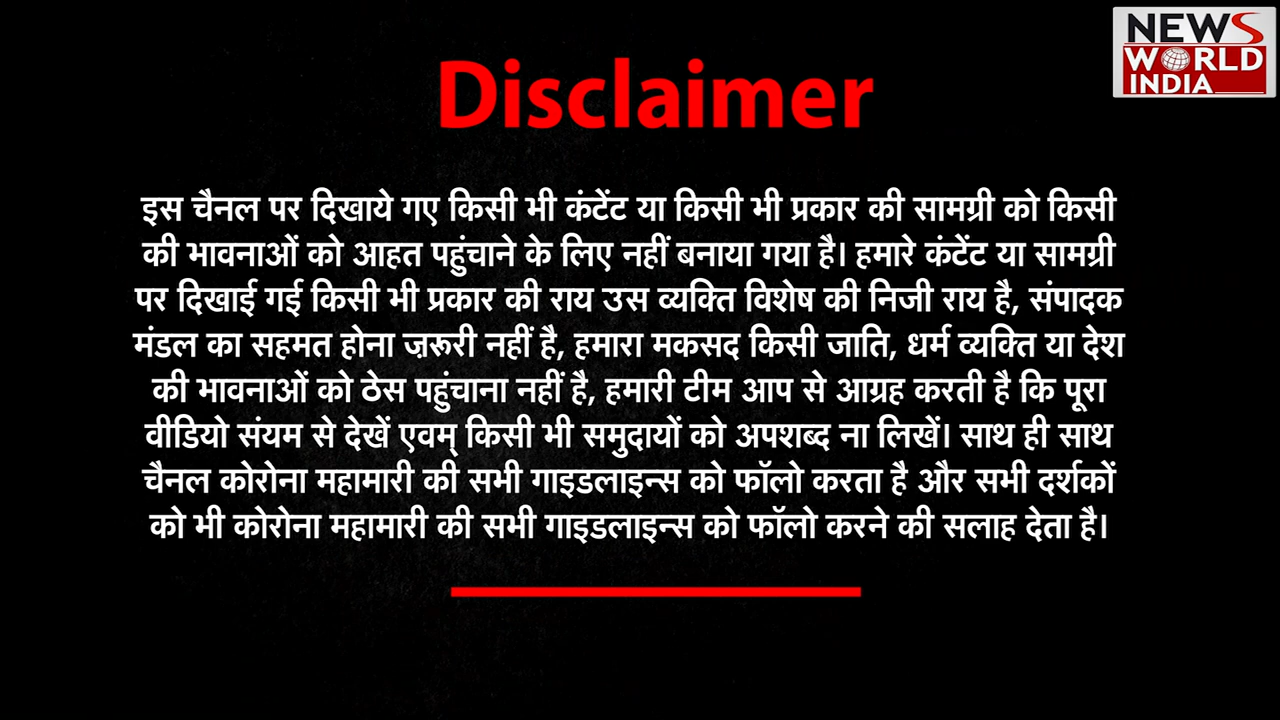 NEWS
WORLD
INDIA
Disclaimer
इस चैनल पर दिखाये गए किसी भी कंटेंट या किसी भी प्रकार की सामग्री को किसी
की भावनाओं को आहत पहुंचाने के लिए नहीं बनाया गया है। हमारे कंटेंट या सामग्री
पर दिखाई गई किसी भी प्रकार की राय उस व्यक्ति विशेष की निजी राय है, संपादक
मंडल का सहमत होना ज़रूरी नहीं है, हमारा मकसद किसी जाति, धर्म व्यक्ति या देश
की भावनाओं को ठेस पहुंचाना नहीं है, हमारी टीम आप से आग्रह करती है कि पूरा
वीडियो संयम से देखें एवम् किसी भी समुदायों को अपशब्द ना लिखें। साथ ही साथ
चैनल कोरोना महामारी की सभी गाइडलाइन्स को फॉलो करता है और सभी दर्शकों
को भी कोरोना महामारी की सभी गाइडलाइन्स को फॉलो करने की सलाह देता है।